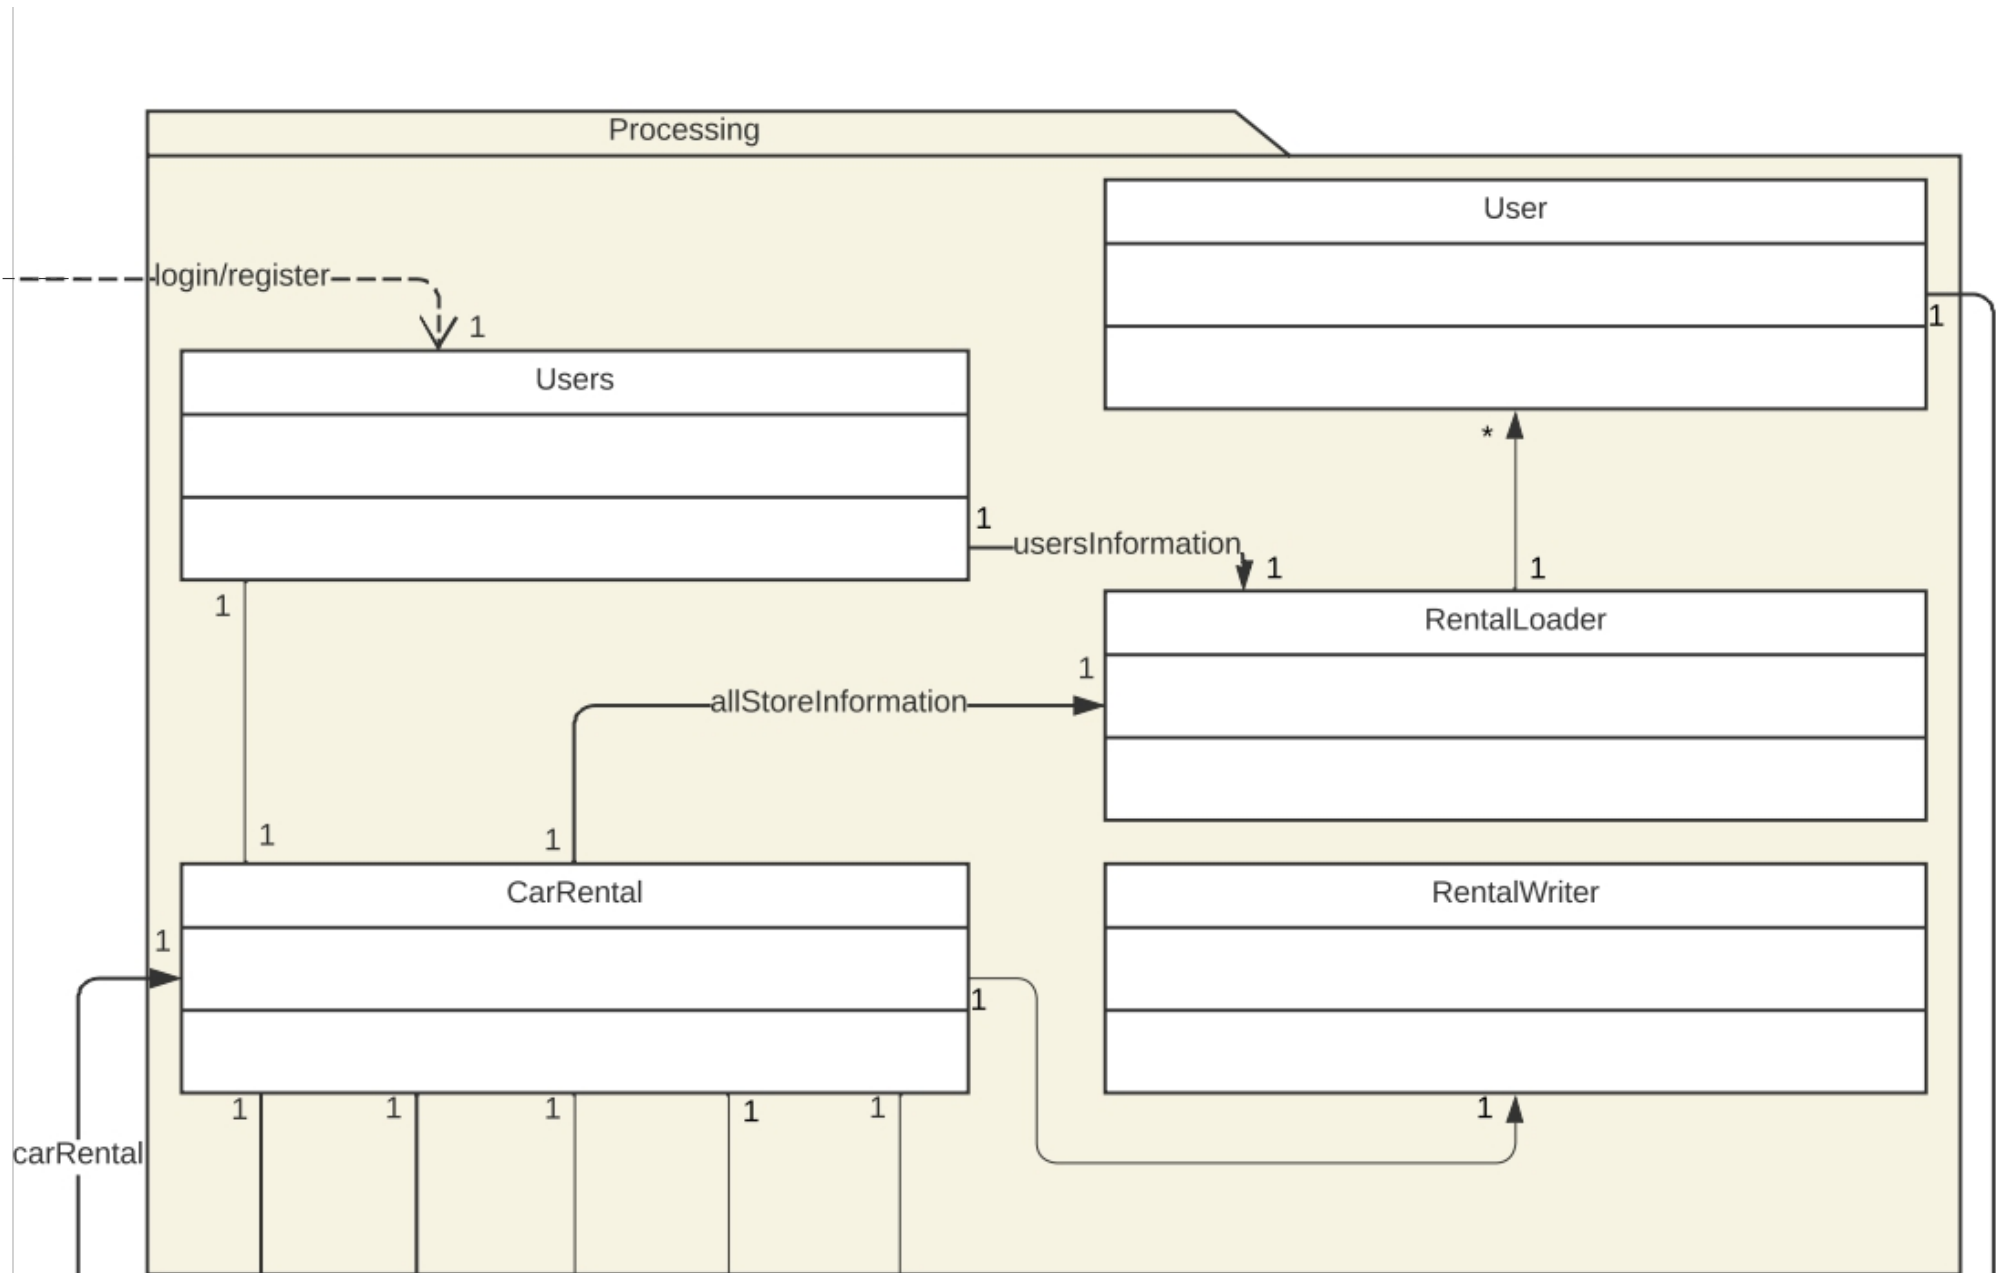 Processing
User
login/register
1
1
Users
*
1
usersInformation
1
1
1
RentalLoader
1
allStoreInformation
1
1
CarRental
RentalWriter
1
1
1
1
1
1
1
1
carRental